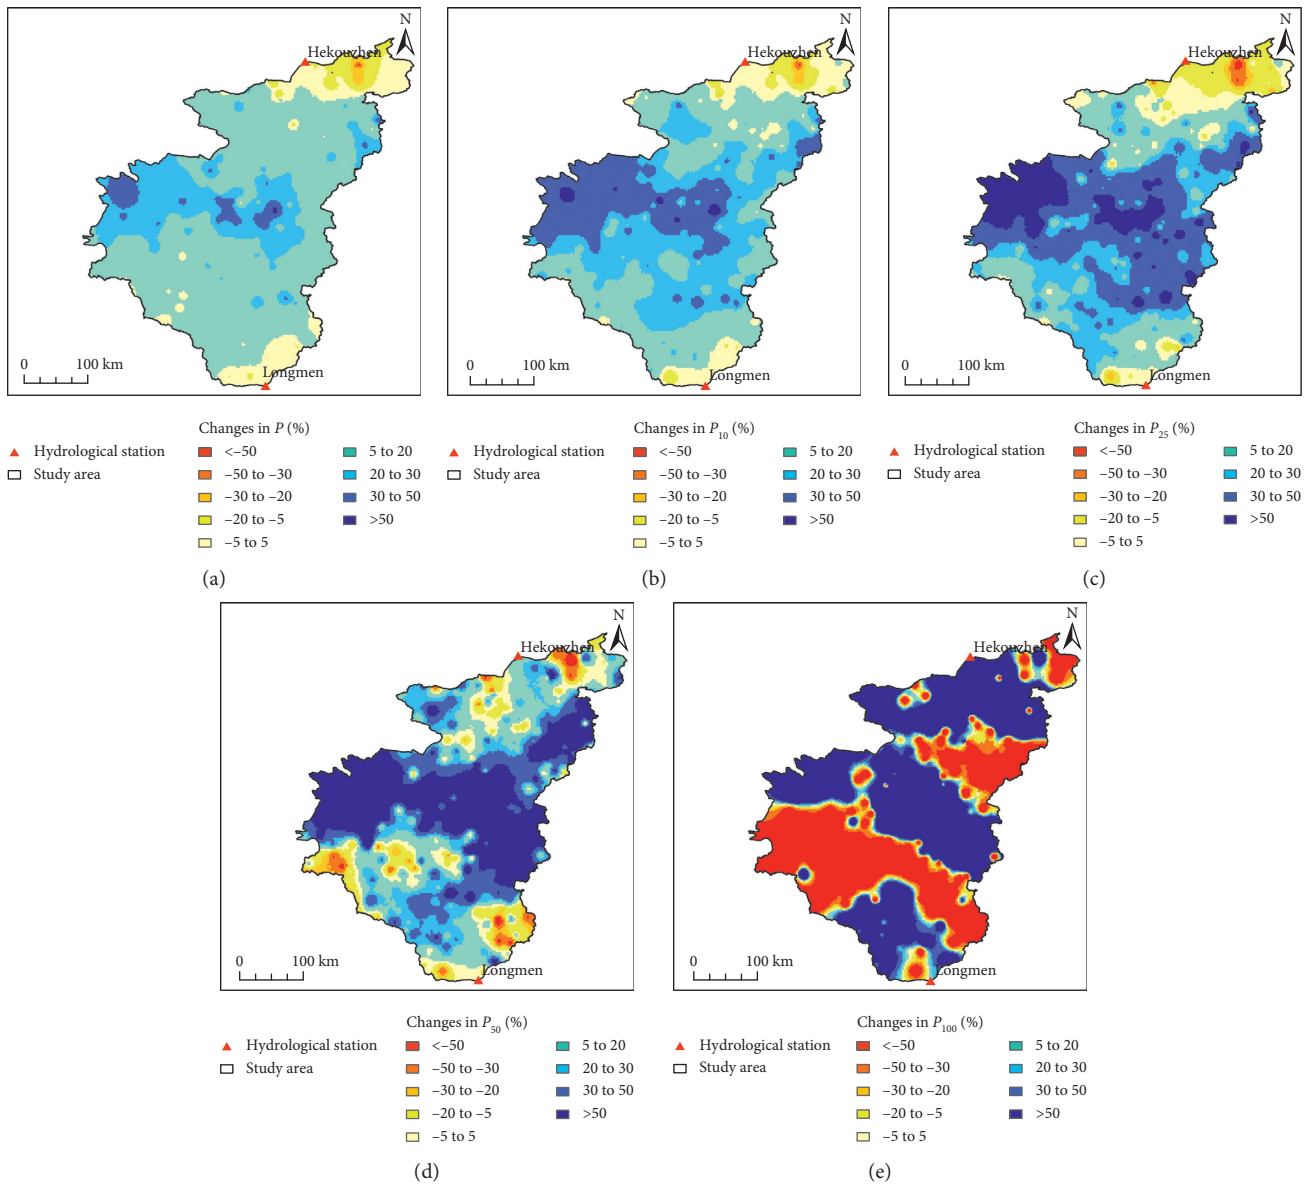 N
Hekouzhen
0 100 km
Longmen
Changes in P (%)
Hydrological station
Study area
<–50
–50 to –30
–30 to –20
–20 to –5
–5 to 5
5 to 20
20 to 30
30 to 50
>50
(a)
N
Hekouzhen
0 100 km
Longmen
Changes in P10 (%)
Hydrological station
Study area
<–50
–50 to –30
–30 to –20
–20 to –5
–5 to 5
5 to 20
20 to 30
30 to 50
>50
(b)
N
Hekouzhen
0 100 km
Longmen
Changes in P25 (%)
Hydrological station
Study area
<–50
–50 to –30
–30 to –20
–20 to –5
–5 to 5
5 to 20
20 to 30
30 to 50
>50
(c)
N
Hekouzhen
0 100 km
Longmen
Changes in P50 (%)
Hydrological station
Study area
<–50
–50 to –30
–30 to –20
–20 to –5
–5 to 5
5 to 20
20 to 30
30 to 50
>50
(d)
N
Hekouzhen
0 100 km
Longmen
Changes in P100 (%)
Hydrological station
Study area
<–50
–50 to –30
–30 to –20
–20 to –5
–5 to 5
5 to 20
20 to 30
30 to 50
>50
(e)